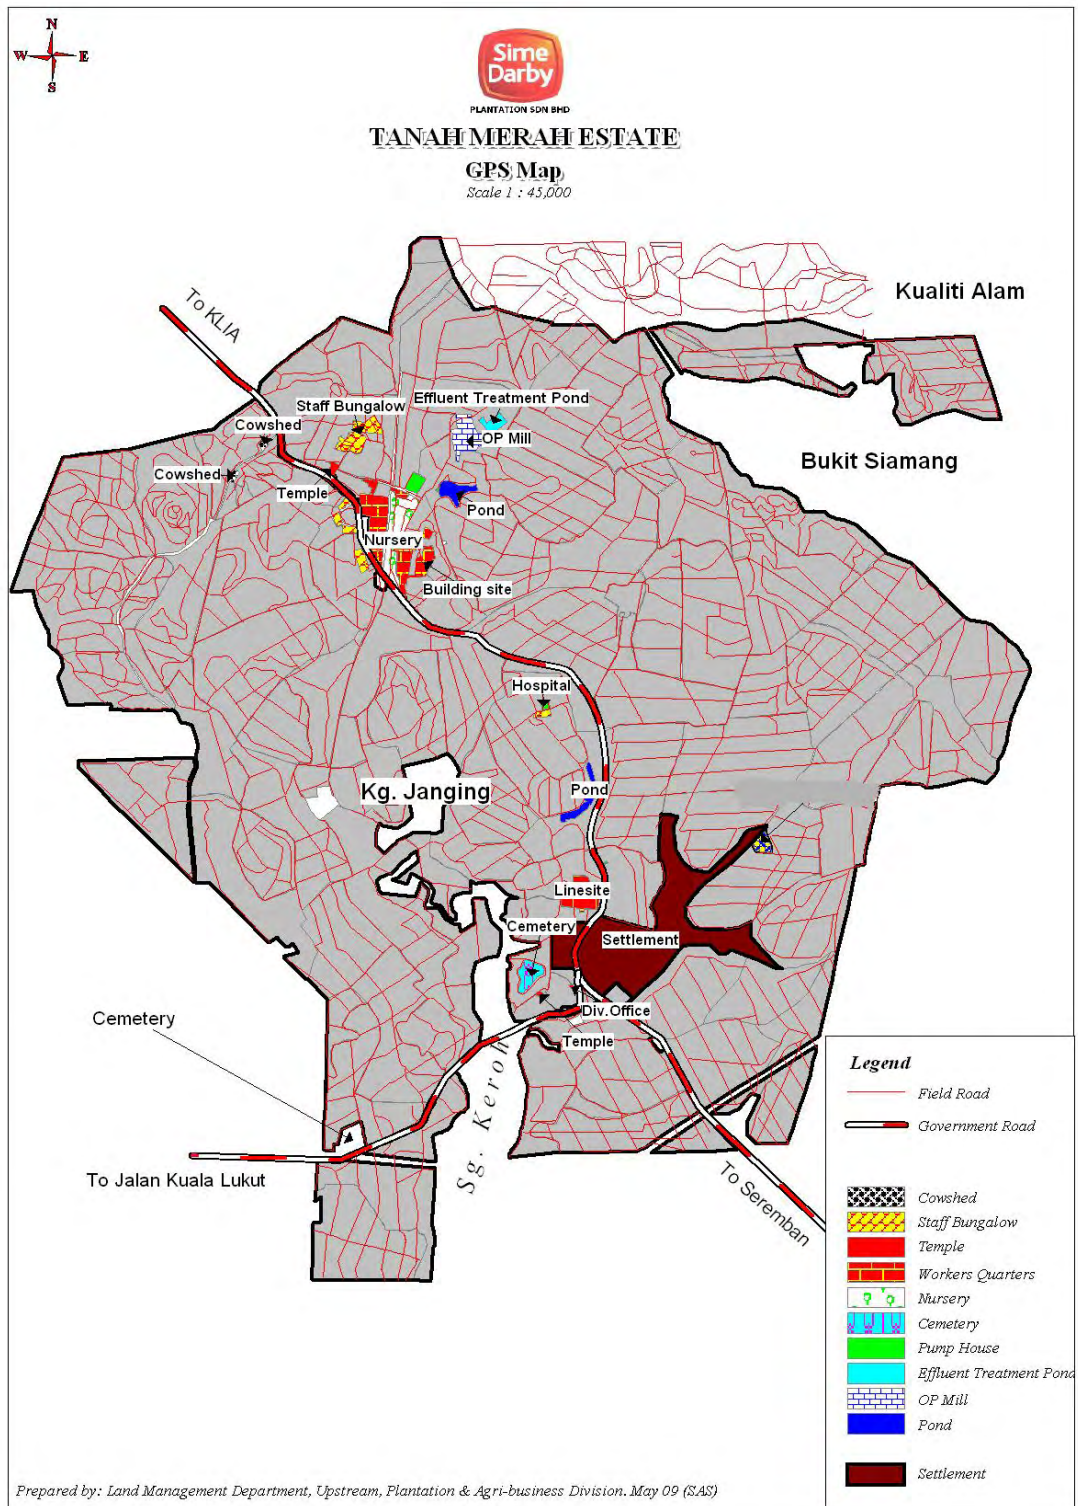 N
W E
S
Sime
Darby
PLANTATION SDN BHD
TANAH MERAH ESTATE
GPS Map
Scale 1 : 45,000
To KLIA
Kualiti Alam
Effluent Treatment Pond
Staff Bungalow
Cowshed
OP Mill
Bukit Siamang
Cowshed
Temple
Pond
Nursery
Building site
Hospital
Pond
Kg. Janging
Linesite
Cemetery
Settlement
Cemetery
Div.Office
Temple
Sg. Keroh
To Jalan Kuala Lukut
To Seremban
Legend
Field Road
Government Road
Cowshed
Staff Bungalow
Temple
Workers Quarters
Nursery
Cemetery
Pump House
Effluent Treatment Pond
OP Mill
Pond
Settlement
Prepared by: Land Management Department, Upstream, Plantation & Agri-business Division. May 09 (SAS)